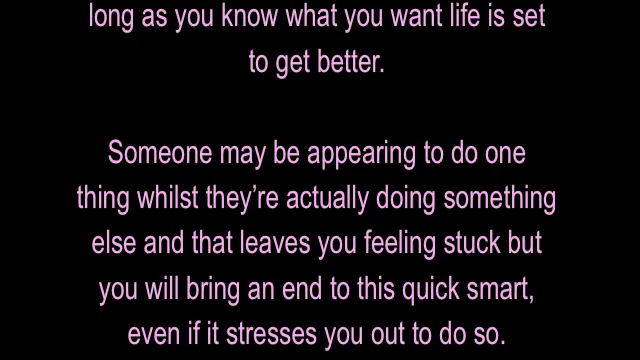 long as you know what you want life is set
to get better.
Someone may be appearing to do one
thing whilst they’re actually doing something
else and that leaves you feeling stuck but
you will bring an end to this quick smart,
even if it stresses you out to do so.